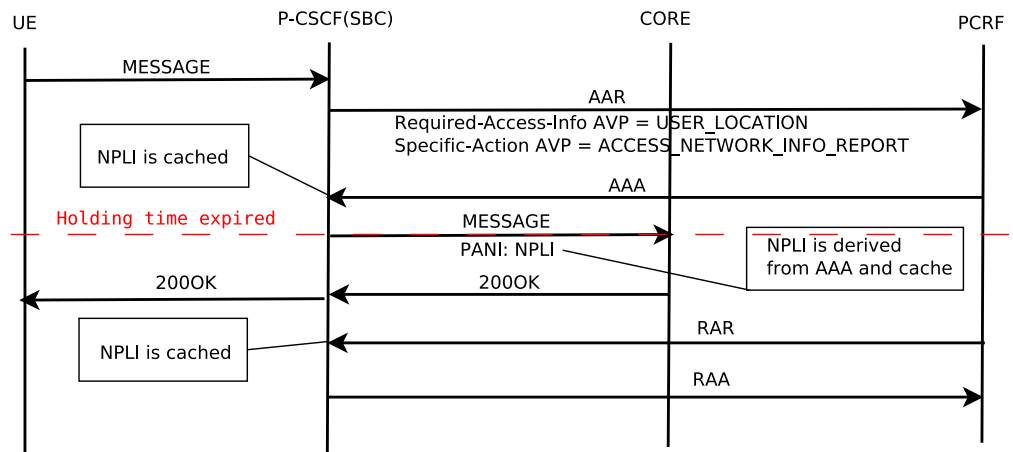 UE
P-CSCF(SBC)
CORE
PCRF
MESSAGE
AAR
Required-Access-Info AVP = USER_LOCATION
Specific-Action AVP = ACCESS_NETWORK_INFO_REPORT
NPLI is cached
AAA
Holding time expired
MESSAGE
PANI: NPLI
NPLI is derived
from AAA and cache
200OK
200OK
RAR
NPLI is cached
RAA